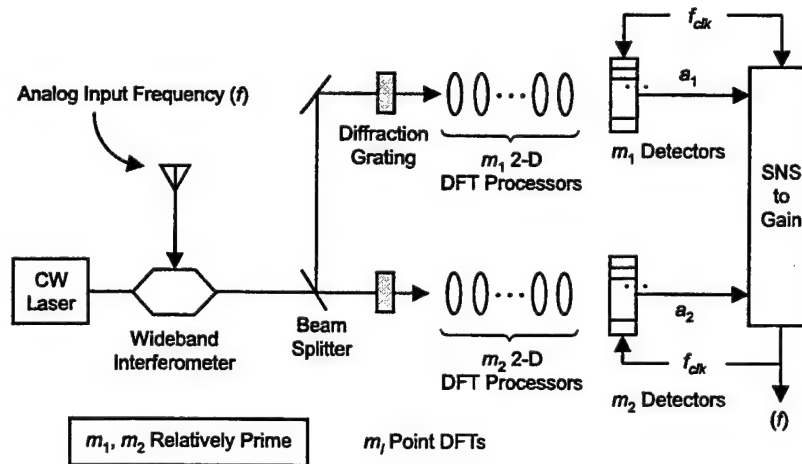 f_clk
Analog Input Frequency (f)
a_1
Diffraction
Grating
m_1 2-D
DFT Processors
m_1 Detectors
SNS
to
Gain
CW
Laser
Wideband
Interferometer
Beam
Splitter
a_2
m_2 2-D
DFT Processors
f_clk
m_2 Detectors
(f)
m_1, m_2 Relatively Prime
m_i Point DFTs